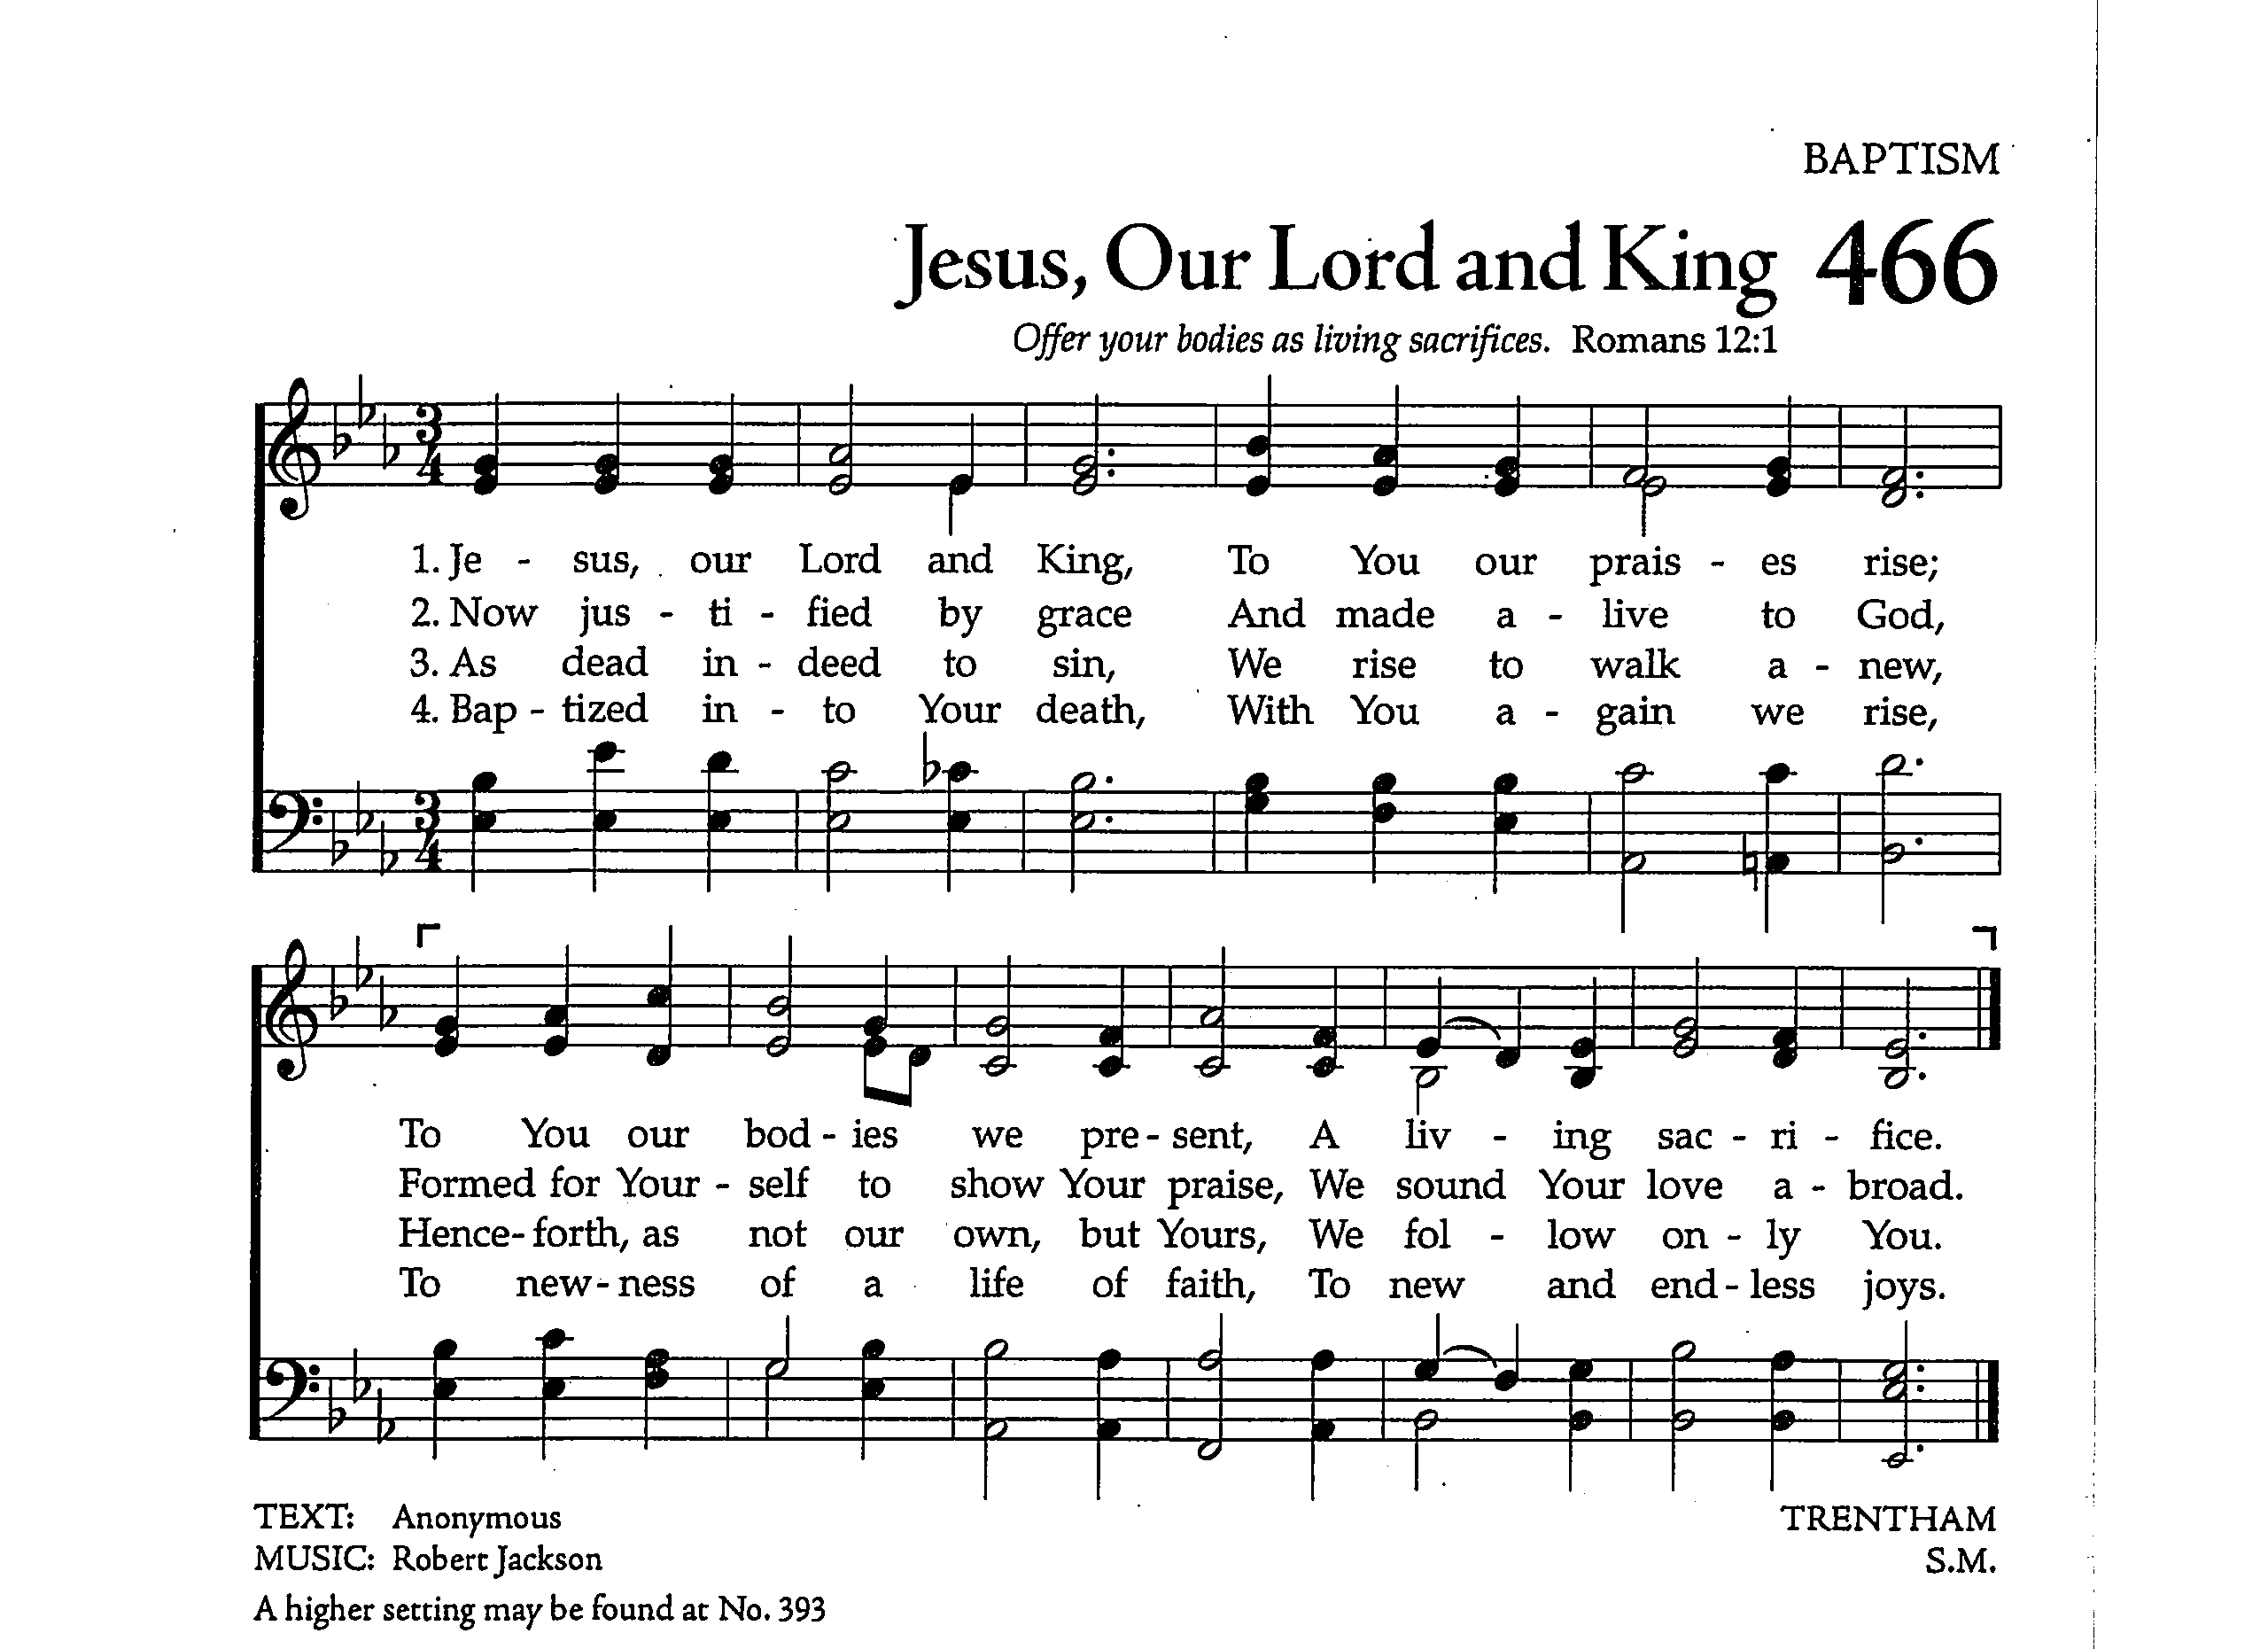 BAPTISM
Jesus, Our Lord and King 466
Offer your bodies as living sacrifices. Romans 12:1
1. Je - sus, our Lord and King, To You our prais - es rise;
2. Now jus - ti - fied by grace And made a - live to God,
3. As dead in - deed to sin, We rise to walk a - new,
4. Bap - tized in - to Your death, With You a - gain we rise,
To You our bod - ies we pre - sent, A liv - ing sac - ri - fice.
Formed for Your - self to show Your praise, We sound Your love a - broad.
Hence- forth, as not our own, but Yours, We fol - low on - ly You.
To new - ness of a life of faith, To new and end - less joys.
TEXT: Anonymous TRENTHAM
MUSIC: Robert Jackson S.M.
A higher setting may be found at No. 393